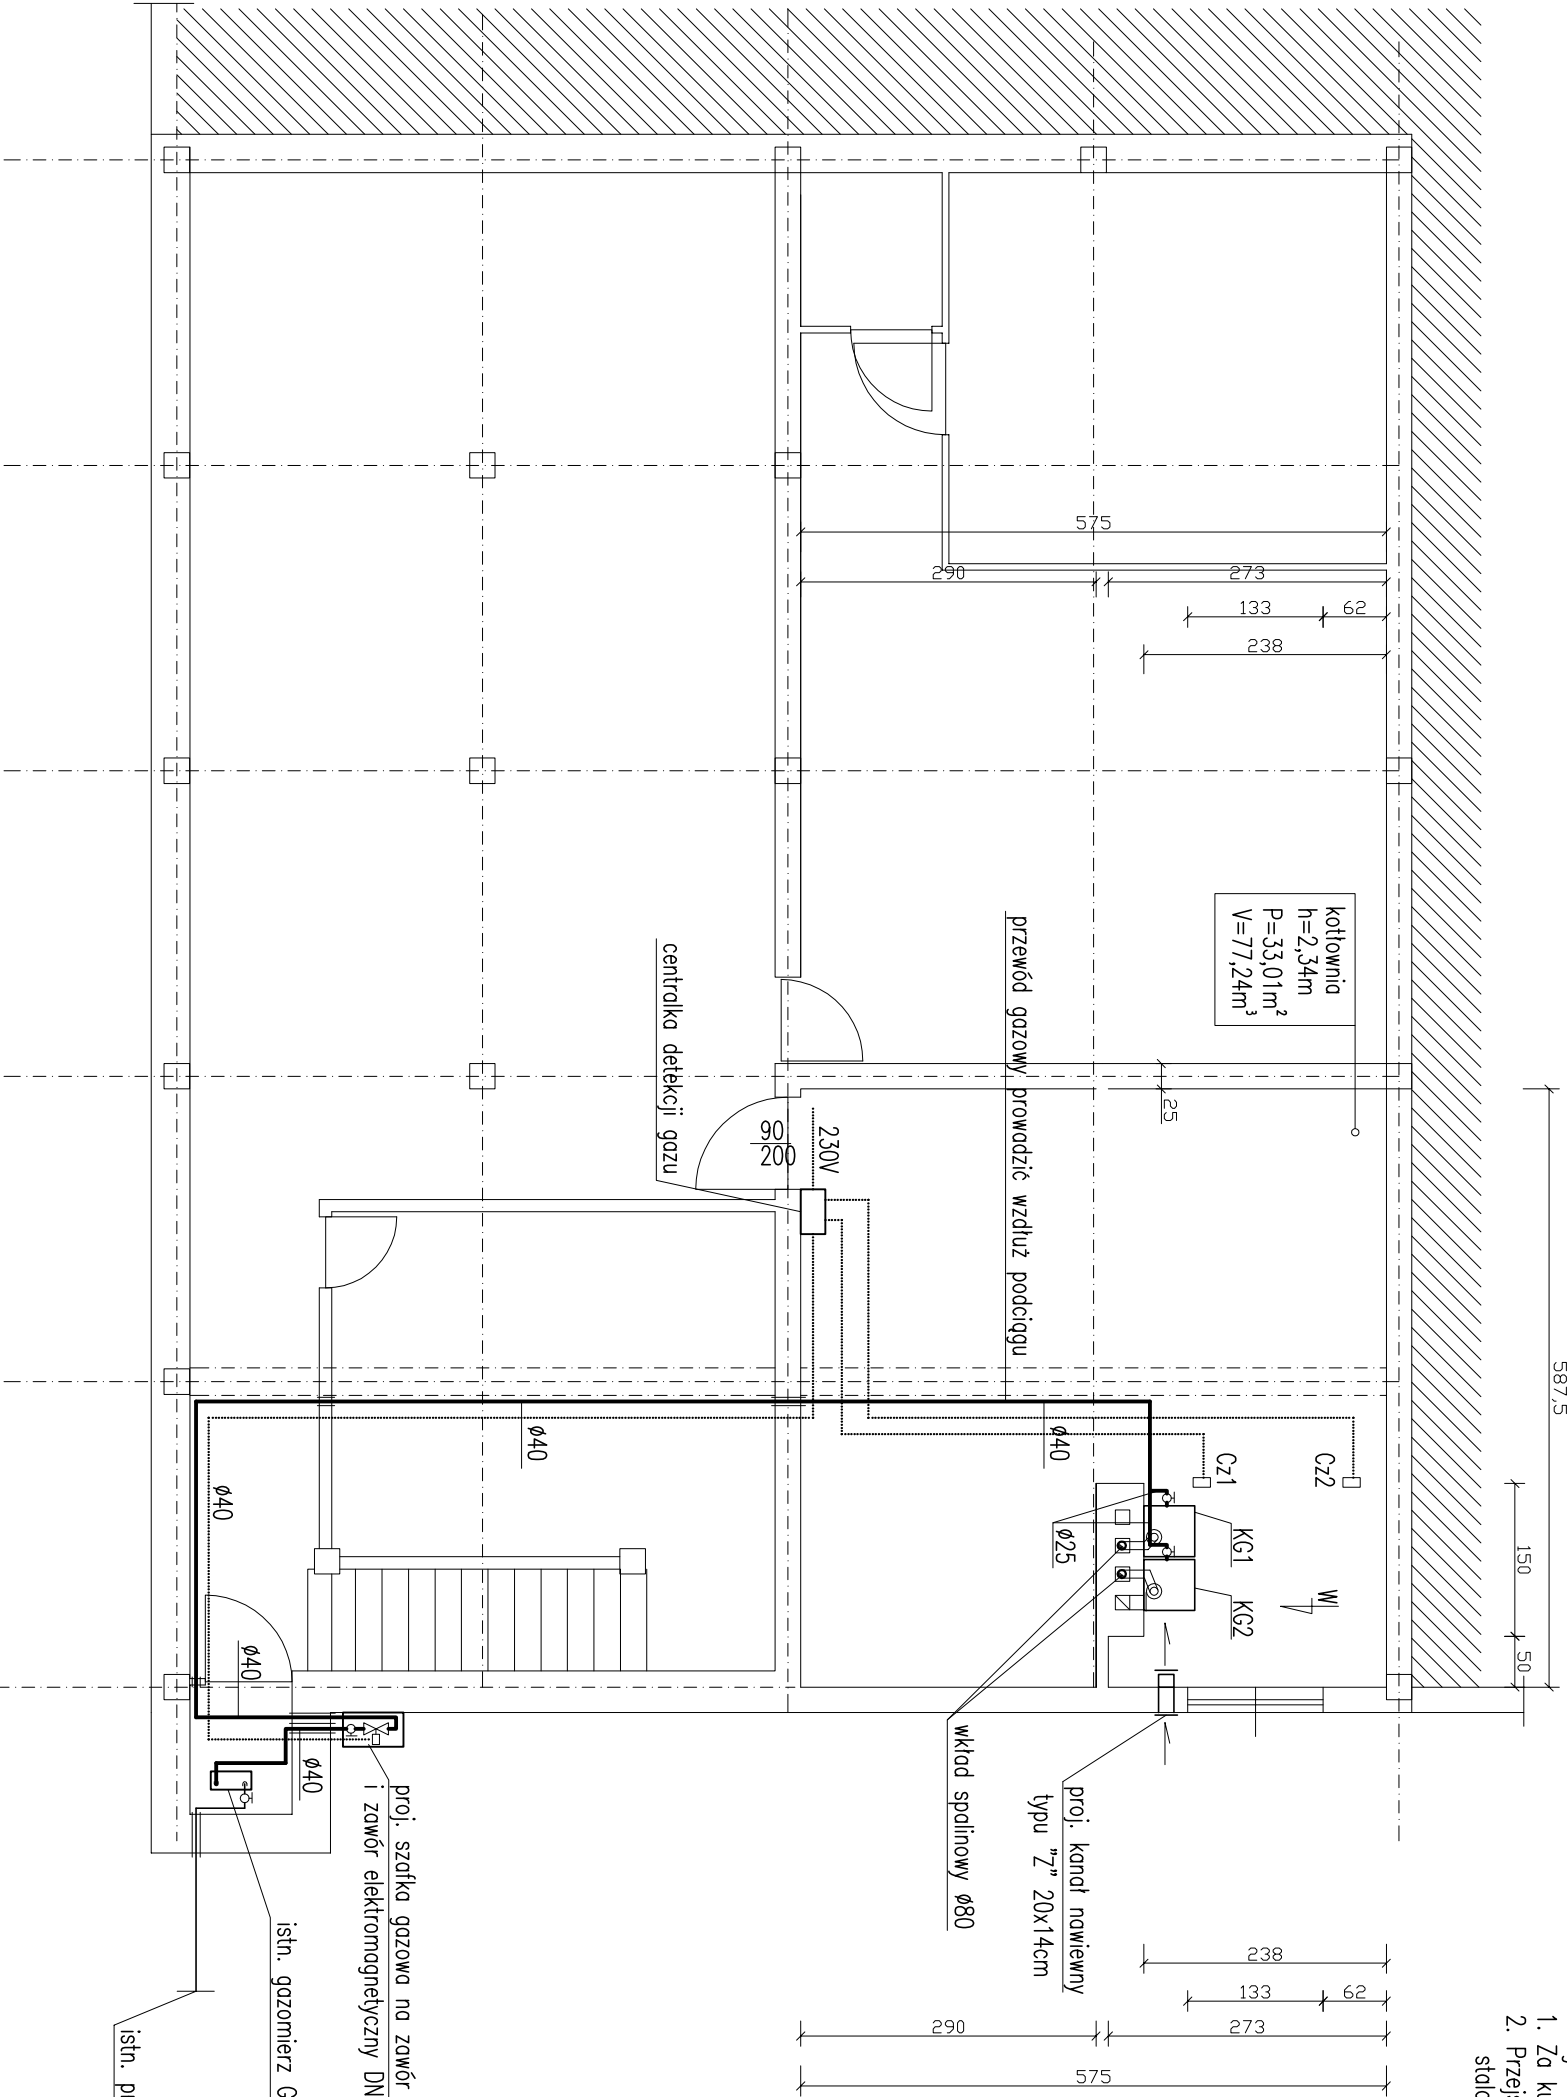 575
290
273
133
62
238
kotłownia
h=2,34m
P=33,01m²
V=77,24m³
przewód gazowy prowadzić wzdłuż podciągu
centralka detekcji gazu
25
230V
90
200
587,5
ø40
ø40
ø40
ø40
ø40
Cz1
Cz2
KG1
KG2
ø25
W
150
50
wkład spalinowy ø80
proj. kanał nawiewny
typu "Z" 20x14cm
proj. szafka gazowa na zawór
i zawór elektromagnetyczny DN
istn. gazomierz G
istn.
238
133
62
290
273
575
1. Za
2.